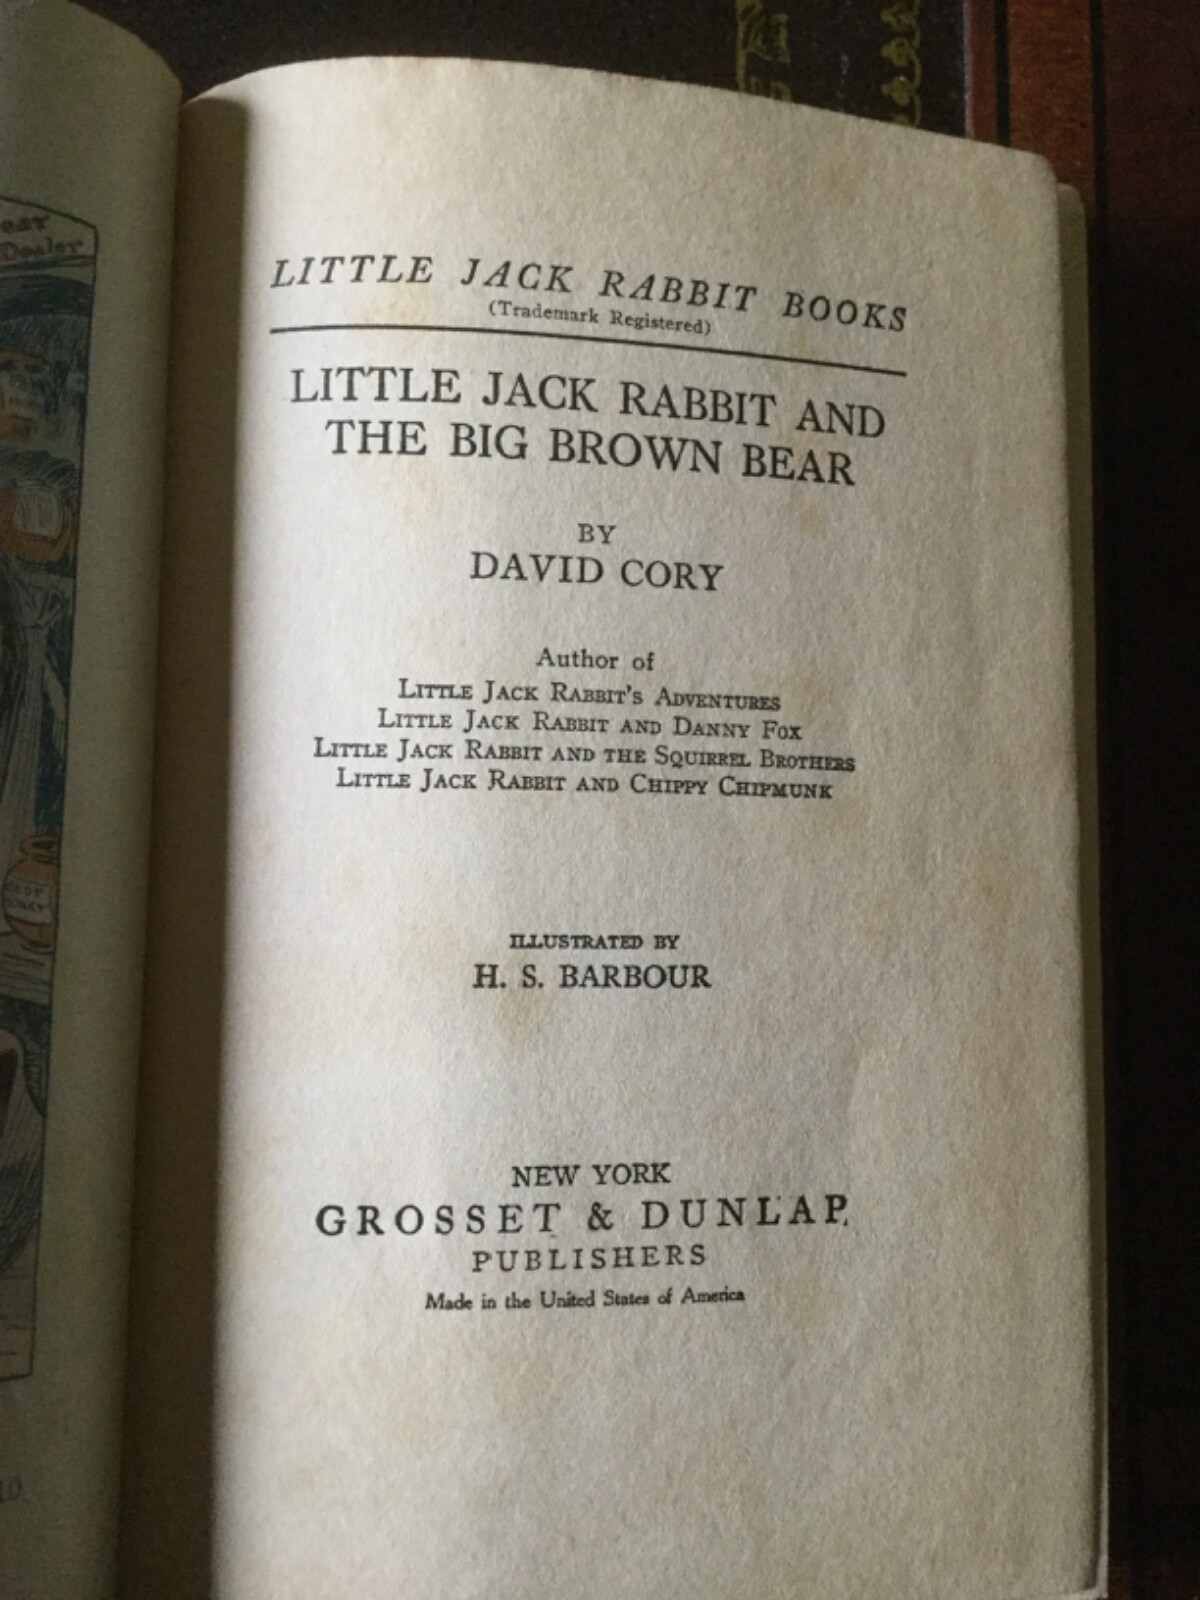 Dealer
LITTLE JACK RABBIT BOOKS
(Trademark Registered)
LITTLE JACK RABBIT AND
THE BIG BROWN BEAR
BY
DAVID CORY
Author of
LITTLE JACK RABBIT'S ADVENTURES
LITTLE JACK RABBIT AND DANNY FOX
LITTLE JACK RABBIT AND THE SQUIRREL BROTHERS
LITTLE JACK RABBIT AND CHIPPY CHIPMUNK
ILLUSTRATED BY
H. S. BARBOUR
NEW YORK
GROSSET & DUNLAP
PUBLISHERS
Made in the United States of America